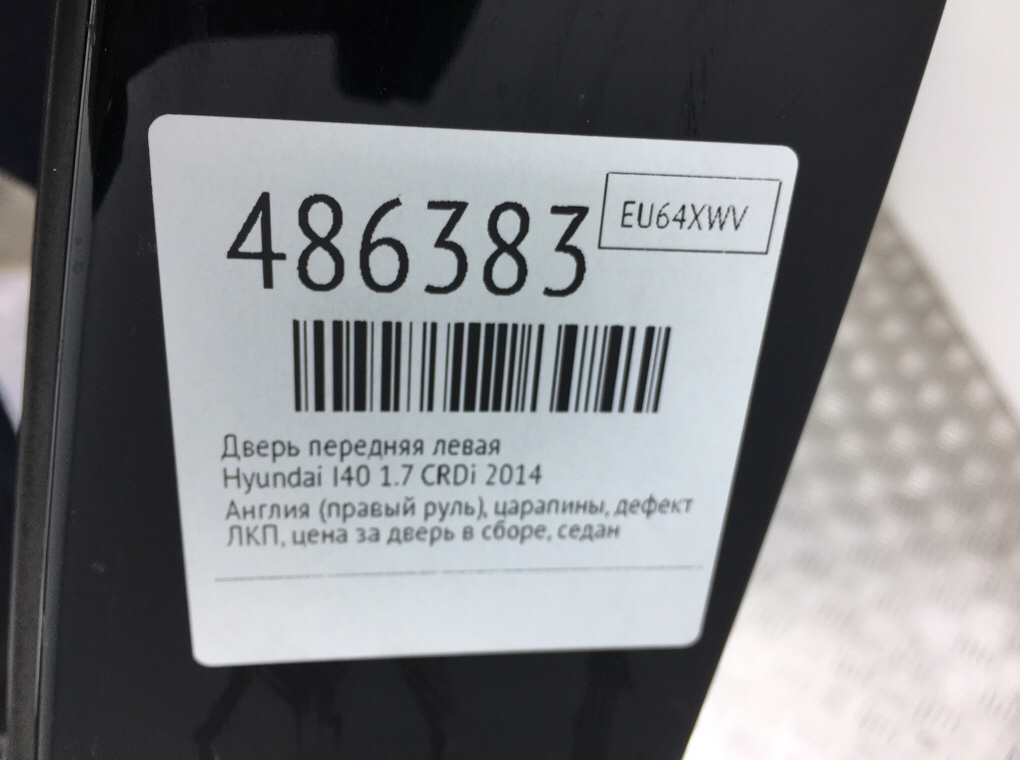 486383
EU64XWV
Дверь передняя левая
Hyundai I40 1.7 CRDi 2014
Англия (правый руль), царапины, дефект
ЛКП, цена за дверь в сборе, седан